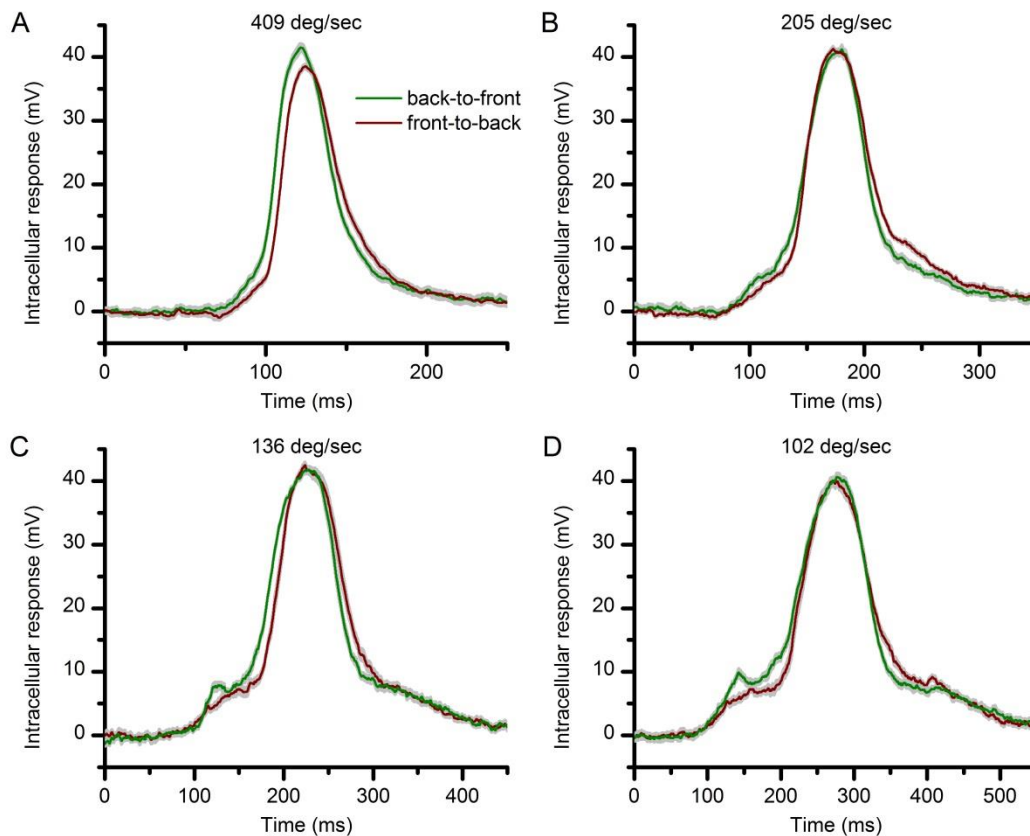 A
409 deg/sec
Intracellular response (mV)
40
30
20
10
0
back-to-front
front-to-back
0 100 200
Time (ms)
B
205 deg/sec
Intracellular response (mV)
40
30
20
10
0
0 100 200 300
Time (ms)
C
136 deg/sec
Intracellular response (mV)
40
30
20
10
0
0 100 200 300 400
Time (ms)
D
102 deg/sec
Intracellular response (mV)
40
30
20
10
0
0 100 200 300 400 500
Time (ms)